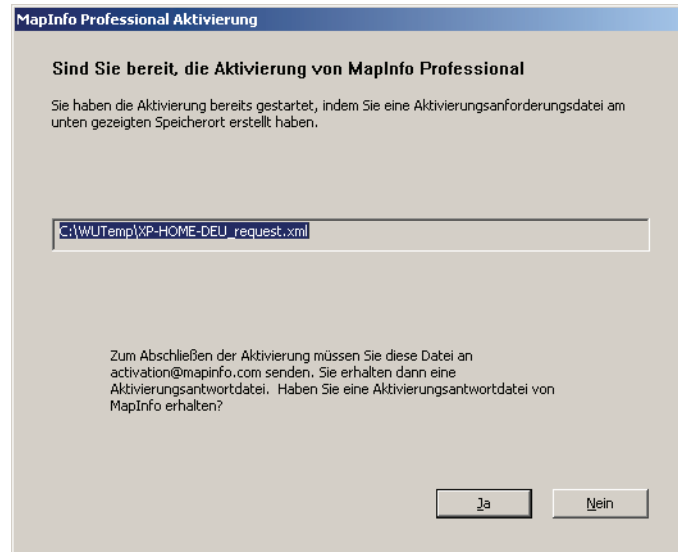 MapInfo Professional Aktivierung
Sind Sie bereit, die Aktivierung von MapInfo Professional
Sie haben die Aktivierung bereits gestartet, indem Sie eine Aktivierungsanforderungsdatei am
unten gezeigten Speicherort erstellt haben.
C:\WUTemp\XP-HOME-DEU_request.xml
Zum Abschließen der Aktivierung müssen Sie diese Datei an
activation@mapinfo.com senden. Sie erhalten dann eine
Aktivierungsantwortdatei. Haben Sie eine Aktivierungsantwortdatei von
MapInfo erhalten?
Ja Nein